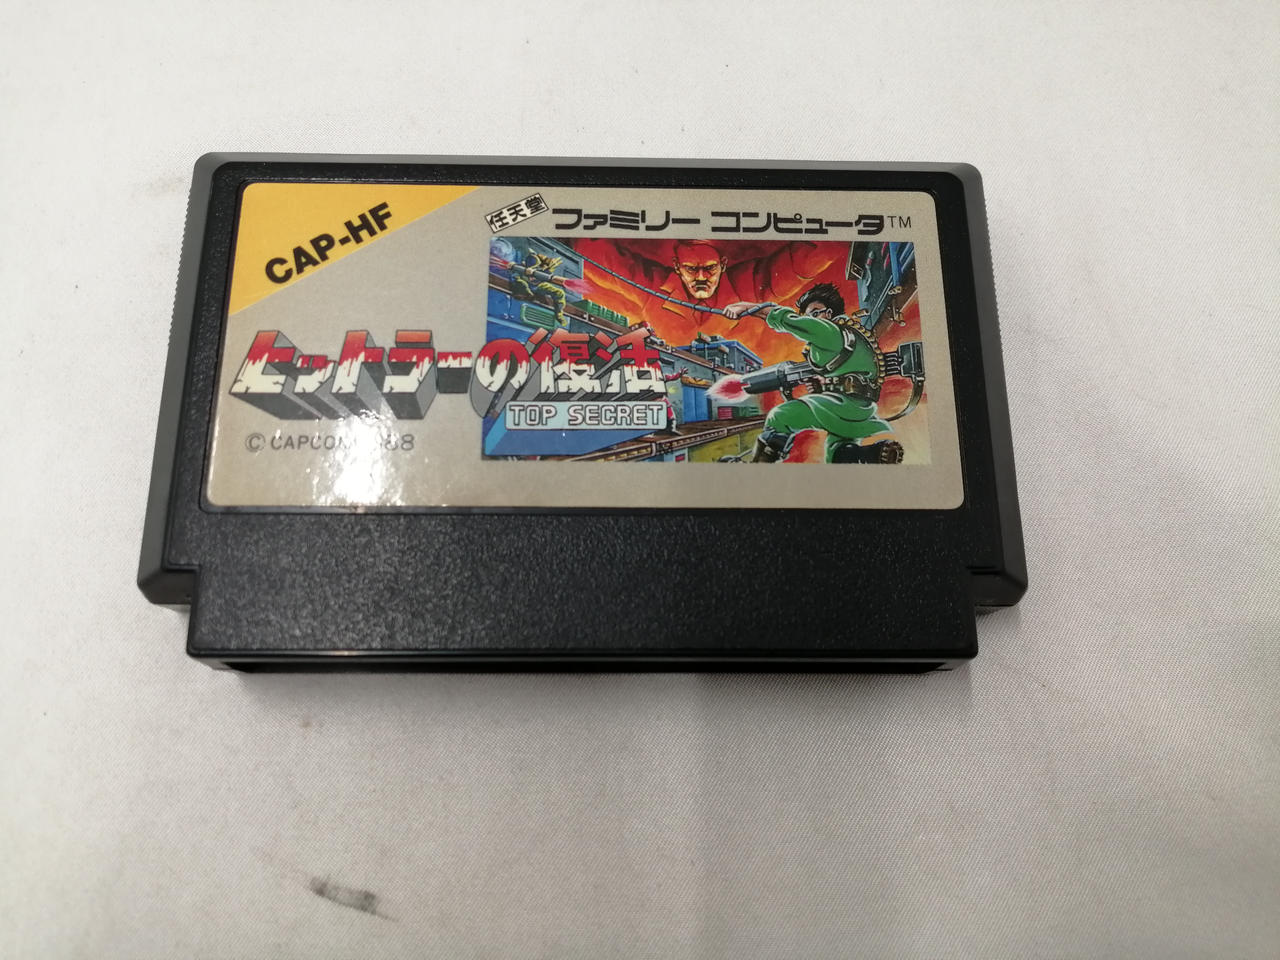 CAP-HF
任天堂 ファミリー コンピュータ™
ヒットラーの復活
TOP SECRET
© CAPCOM 1988